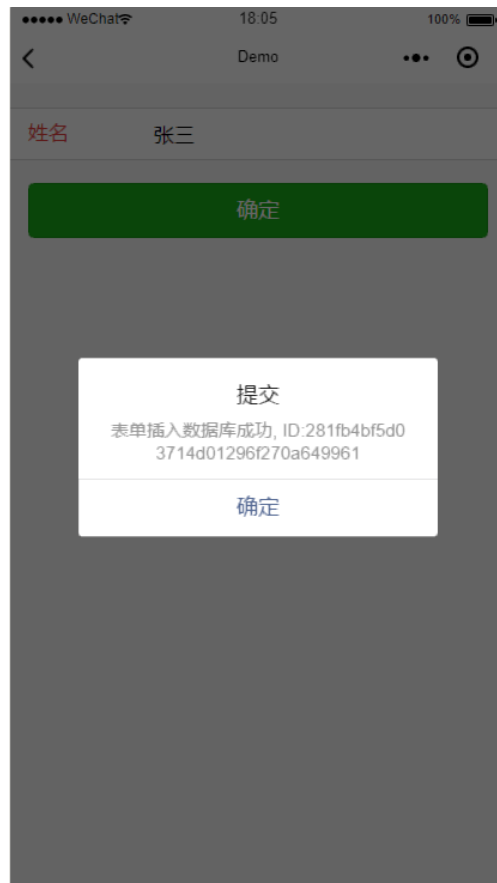 ●●●●● WeChat 18:05 100%
Demo
姓名 张三
确定
提交
表单插入数据库成功, ID:281fb4bf5d0
3714d01296f270a649961
确定